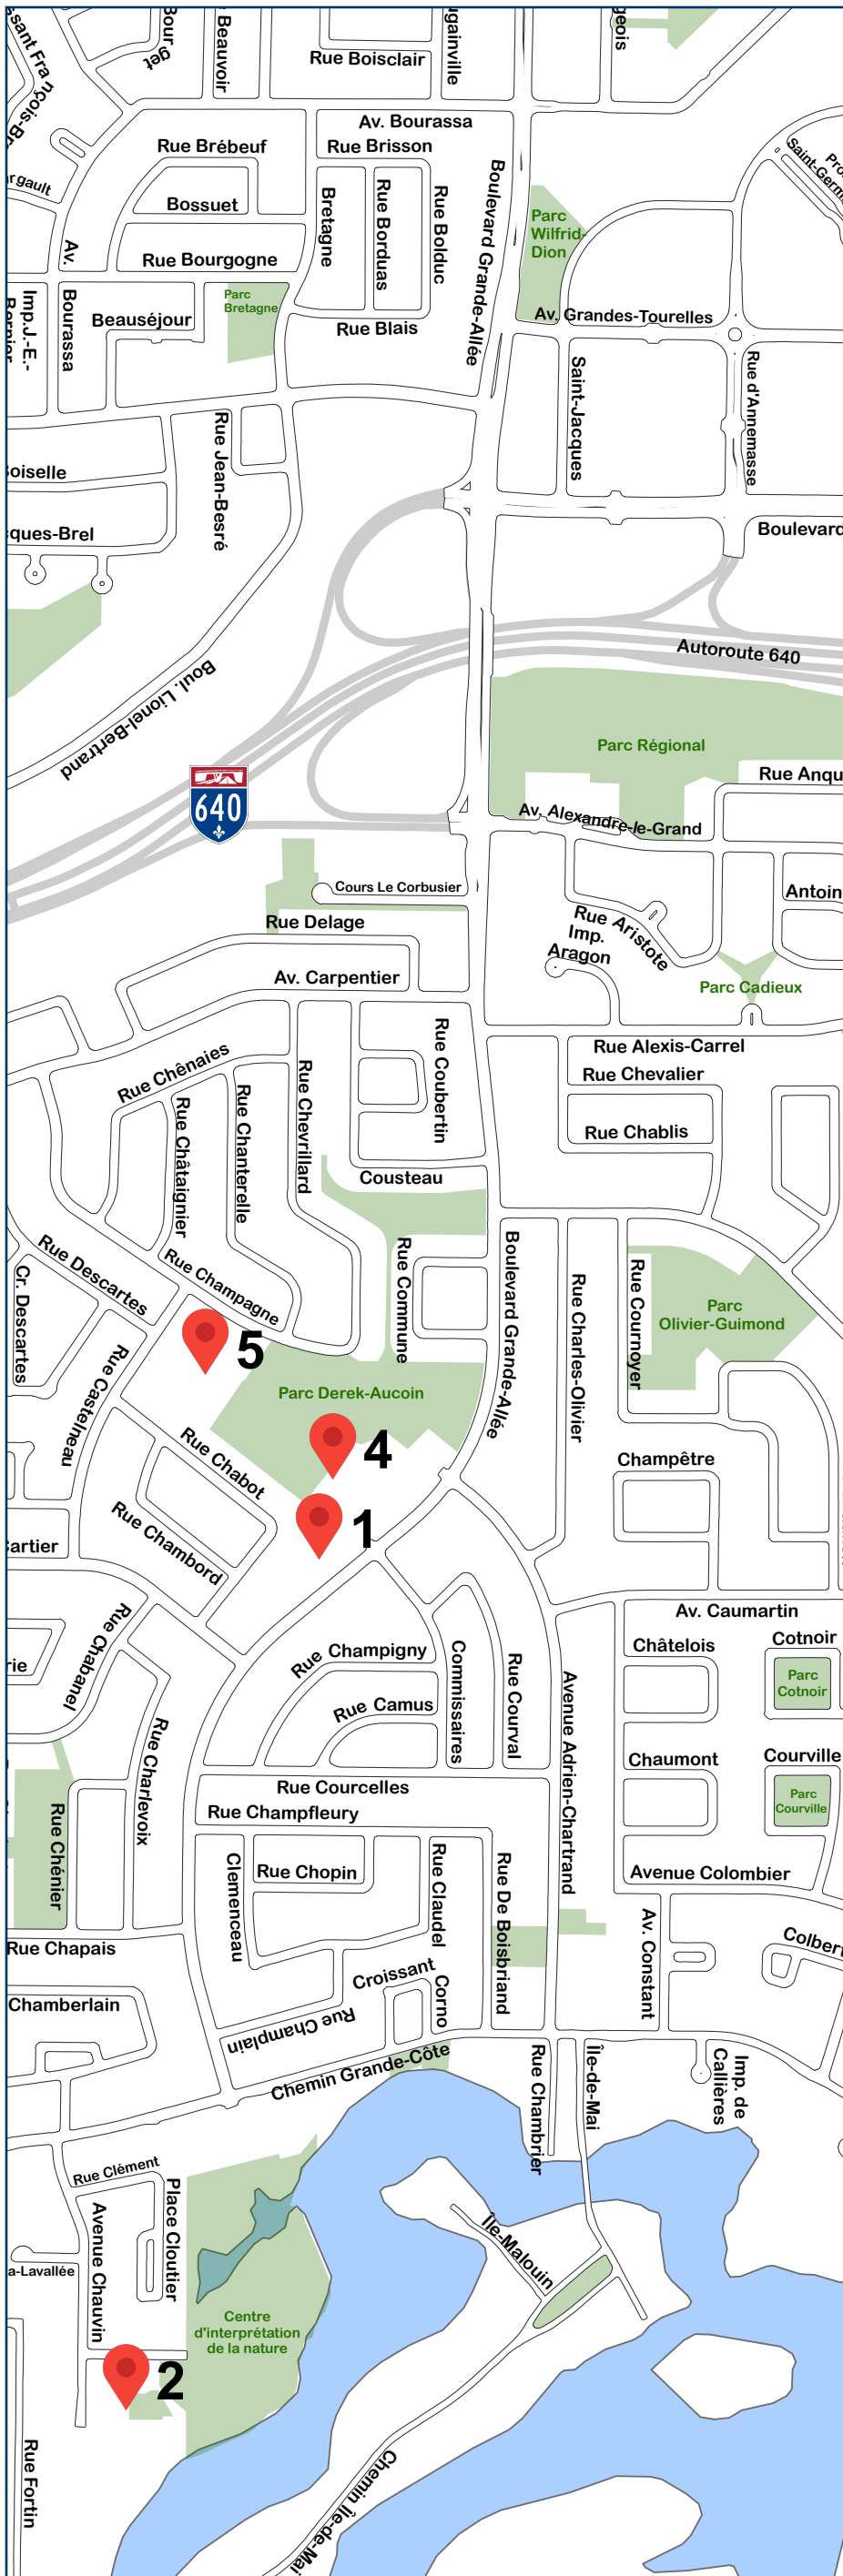 Bour
get
Beauvoir
Rue Boisclair
Av. Bourassa
Rue Brébeuf
Rue Brisson
Bossuet
Bretagne
Rue Borduas
Rue Bolduc
Boulevard Grande-Allée
Parc
Wilfrid-
Dion
Av.
Bourassa
Rue Bourgogne
Parc
Bretagne
Imp.J.-E.-
Beauséjour
Rue Blais
Av. Grandes-Tourelles
Saint-Jacques
Rue d'Annemasse
Rue Jean-Besré
Boulevard
Autoroute 640
Boul. Lionel-Bertrand
Parc Régional
640
Rue Anqu
Av. Alexandre-le-Grand
Cours Le Corbusier
Antoin
Rue Delage
Rue Aristote
Imp.
Aragon
Av. Carpentier
Parc Cadieux
Rue Alexis-Carrel
Rue Coubertin
Rue Chênaies
Rue Chevalier
Rue Chevrillard
Rue Chanterelle
Rue Châtaignier
Rue Chablis
Cousteau
Rue Descartes
Rue Champagne
Cr. Descartes
Rue Commune
Boulevard Grande-Allée
Rue Charles-Olivier
Rue Cournoyer
Parc
Olivier-Guimond
5
Rue Castelneau
Parc Derek-Aucoin
4
Rue Chabot
Champêtre
1
Rue Chambord
artier
Rue Chabanel
Av. Caumartin
Rue Champigny
Châtelois
Cotnoir
rie
Commissaires
Rue Courval
Parc
Cotnoir
Rue Camus
Avenue Adrien-Chartrand
Rue Charlevoix
Chaumont
Courville
Rue Courcelles
Rue Champfleury
Parc
Courville
Rue Chénier
Clemenceau
Rue Chopin
Rue Claudel
Rue De Boisbriand
Avenue Colombier
Av. Constant
Rue Chapais
Colbert
Croissant
Corno
Chamberlain
Rue Champlain
Chemin Grande-Côte
Rue Chambrier
Île-de-Mai
Imp. de
Callières
Rue Clément
Place Cloutier
Avenue Chauvin
Île-Malouin
a-Lavallée
Centre
d'interprétation
de la nature
2
Rue Fortin
Chemin Île-de-Mai